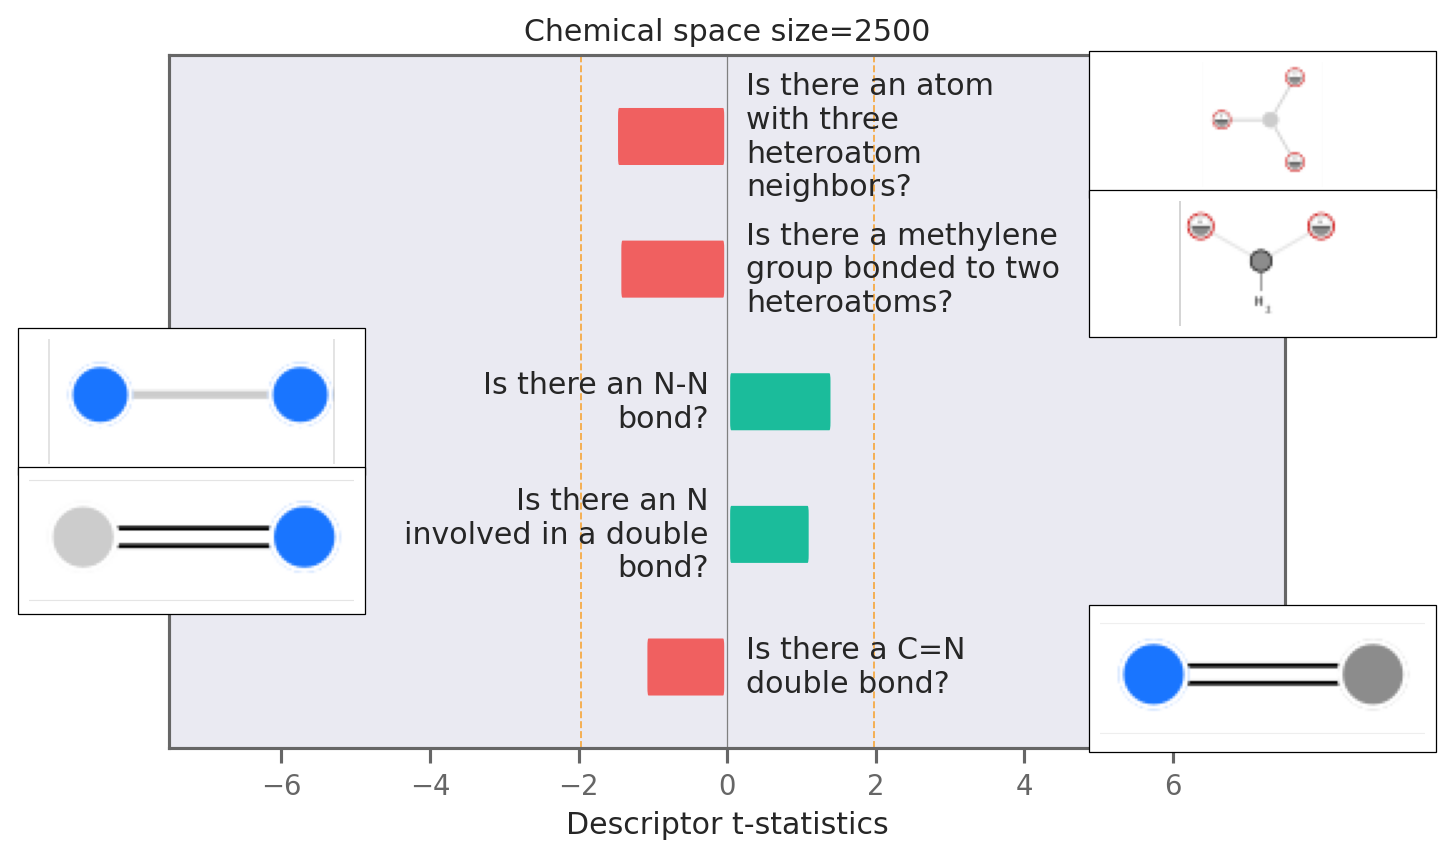 Chemical space size=2500
Is there an atom
with three
heteroatom
neighbors?
Is there a methylene
group bonded to two
heteroatoms?
H
Is there an N-N
bond?
Is there an N
involved in a double
bond?
Is there a C=N
double bond?
−6 −4 −2 0 2 4 6
Descriptor t-statistics